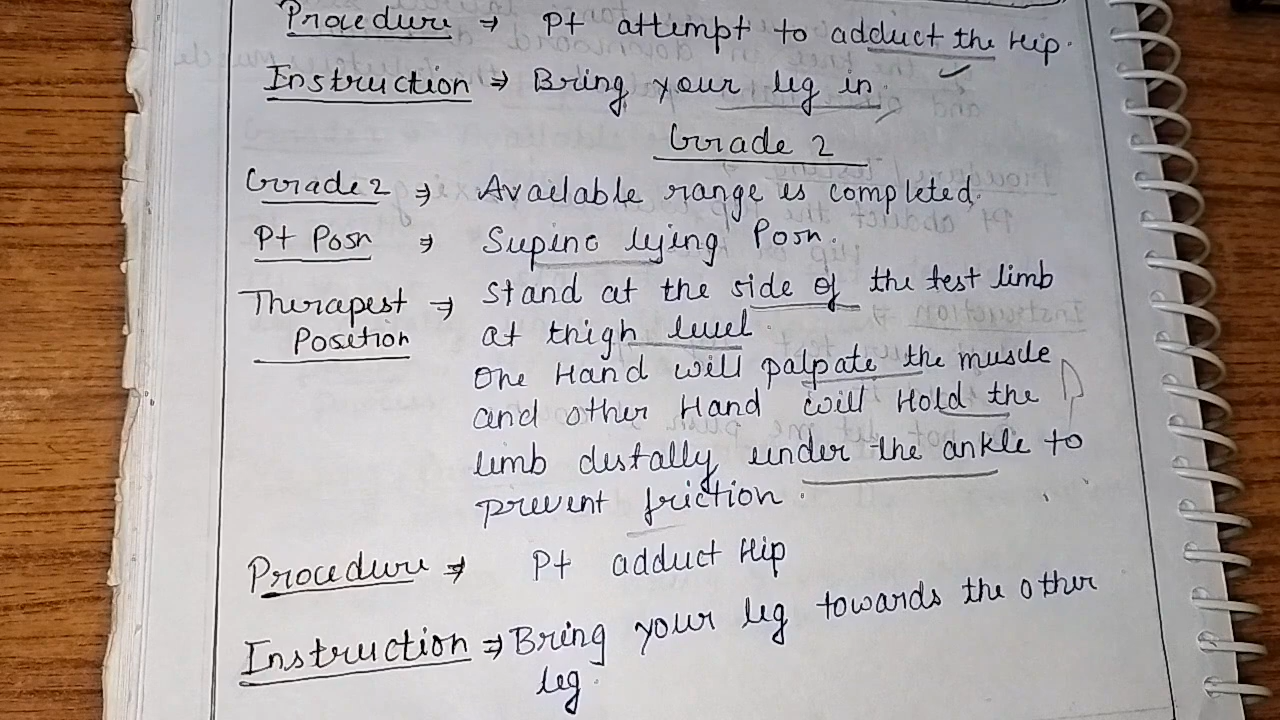 Procedure → Pt attempt to adduct the Hip.
Instruction → Bring your leg in.
Grade 2
Grade 2 → Available range is completed.
Pt Posn → Supine lying Posn.
Therapest Position → Stand at the side of the test limb
at thigh level.
One Hand will palpate the muscle
and other Hand will Hold the
limb distally under the ankle to
prevent friction.
Procedure → Pt adduct Hip
Instruction → Bring your leg towards the other
leg.